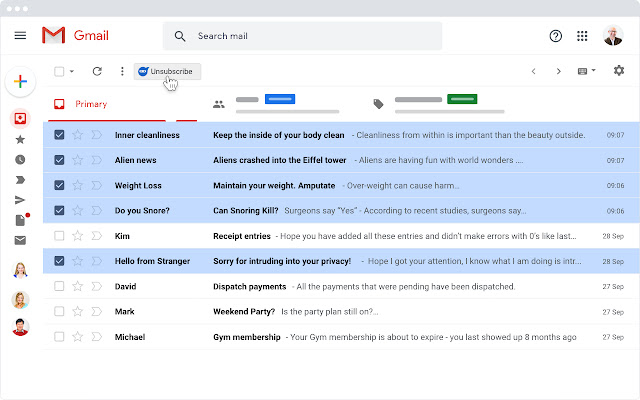 Gmail
Search mail
Unsubscribe
Primary
Inner cleanliness Keep the inside of your body clean - Cleanliness from within is important than the beauty outside. 09:07
Alien news Aliens crashed into the Eiffel tower - Aliens are having fun with world wonders .... 09:07
Weight Loss Maintain your weight. Amputate - Over-weight can cause harm... 09:06
Do you Snore? Can Snoring Kill? Surgeons say “Yes” - According to recent studies, surgeons say... 09:06
Kim Receipt entries - Hope you have added all these entries and didn't make errors with 0's like last... 28 Sep
Hello from Stranger Sorry for intruding into your privacy! - Hope I got your attention, I know what I am doing is intr... 28 Sep
David Dispatch payments - All the payments that were pending have been dispatched. 27 Sep
Mark Weekend Party? Is the party plan still on?... 27 Sep
Michael Gym membership - Your Gym membership is about to expire - you last showed up 8 months ago 27 Sep